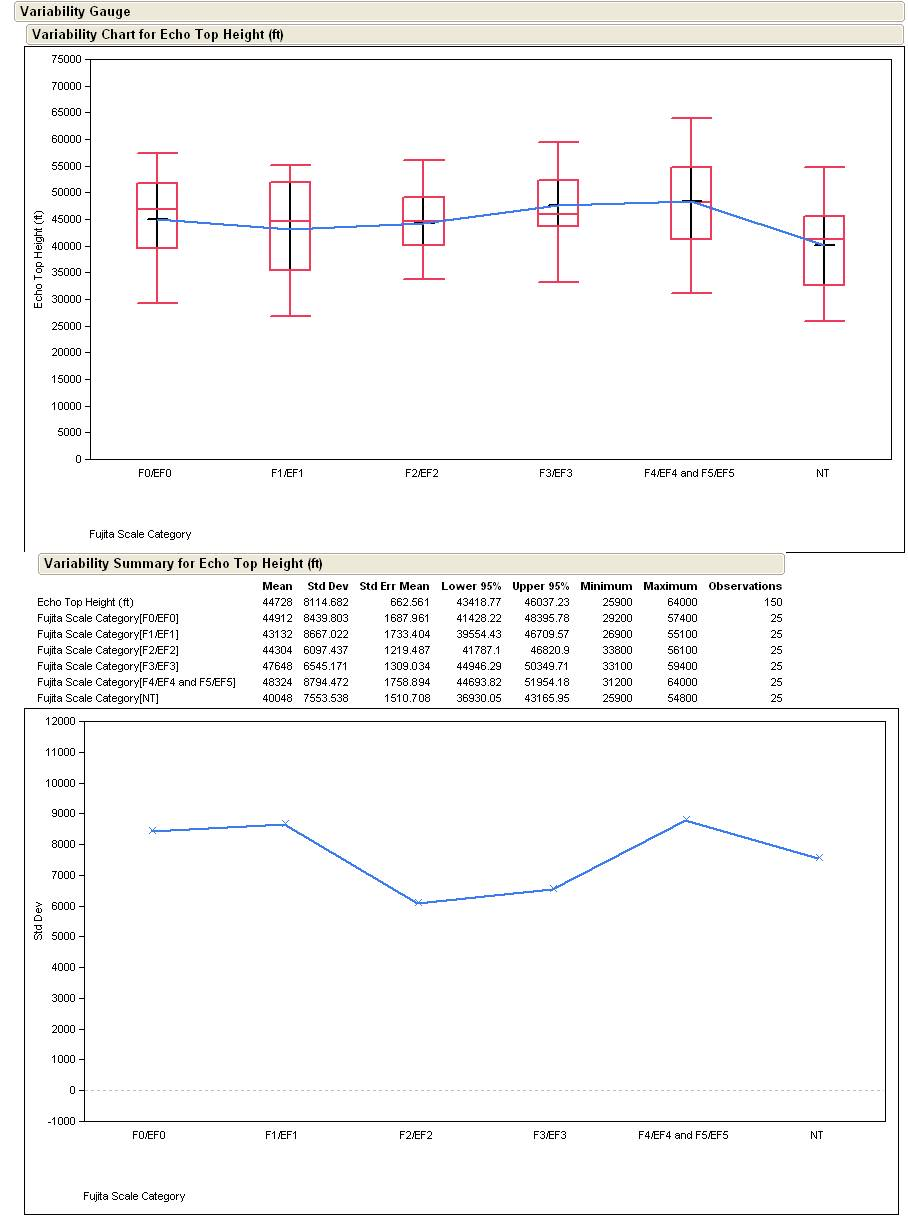 Variability Gauge
Variability Chart for Echo Top Height (ft)
75000
70000
65000
60000
55000
50000
45000
40000
35000
30000
25000
20000
15000
10000
5000
0
Echo Top Height (ft)
F0/EF0 F1/EF1 F2/EF2 F3/EF3 F4/EF4 and F5/EF5 NT
Fujita Scale Category
Variability Summary for Echo Top Height (ft)
Mean Std Dev Std Err Mean Lower 95% Upper 95% Minimum Maximum Observations
Echo Top Height (ft) 44728 8114.682 662.561 43418.77 46037.23 25900 64000 150
Fujita Scale Category[F0/EF0] 44912 8439.803 1687.961 41428.22 48395.78 29200 57400 25
Fujita Scale Category[F1/EF1] 43132 8667.022 1733.404 39554.43 46709.57 26900 55100 25
Fujita Scale Category[F2/EF2] 44304 6097.437 1219.487 41787.1 46820.9 33800 56100 25
Fujita Scale Category[F3/EF3] 47648 6545.171 1309.034 44946.29 50349.71 33100 59400 25
Fujita Scale Category[F4/EF4 and F5/EF5] 48324 8794.472 1758.894 44693.82 51954.18 31200 64000 25
Fujita Scale Category[NT] 40048 7553.538 1510.708 36930.05 43165.95 25900 54800 25
12000
11000
10000
9000
8000
7000
6000
5000
4000
3000
2000
1000
0
-1000
Std Dev
F0/EF0 F1/EF1 F2/EF2 F3/EF3 F4/EF4 and F5/EF5 NT
Fujita Scale Category